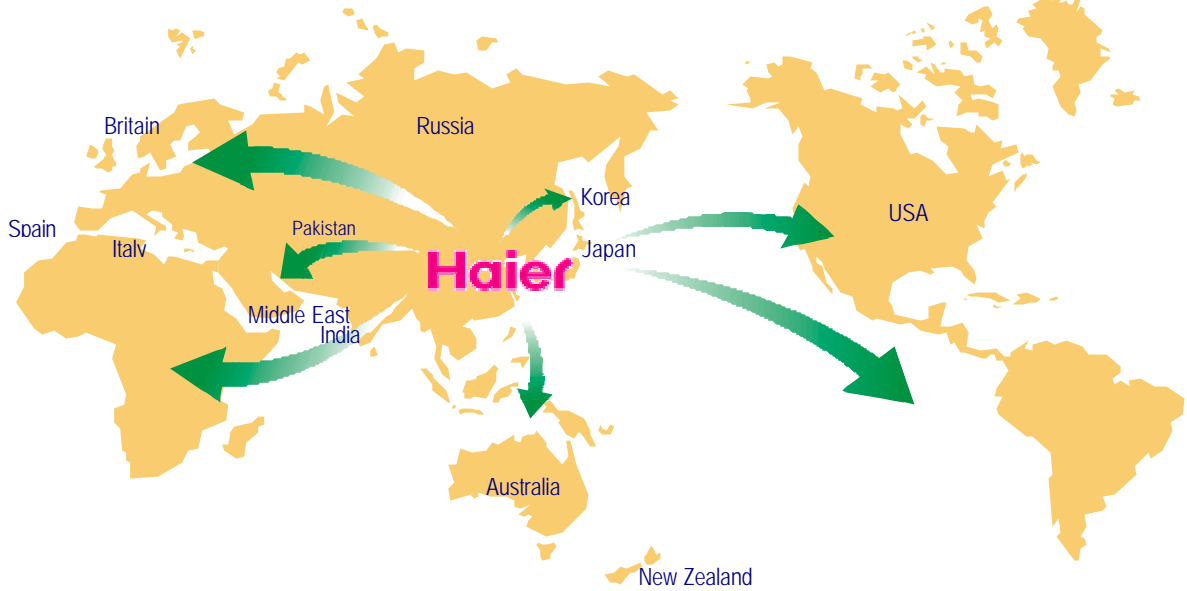 Britain
Russia
Korea
USA
Spain
Pakistan
Italy
Japan
Haier
Middle East
India
Australia
New Zealand